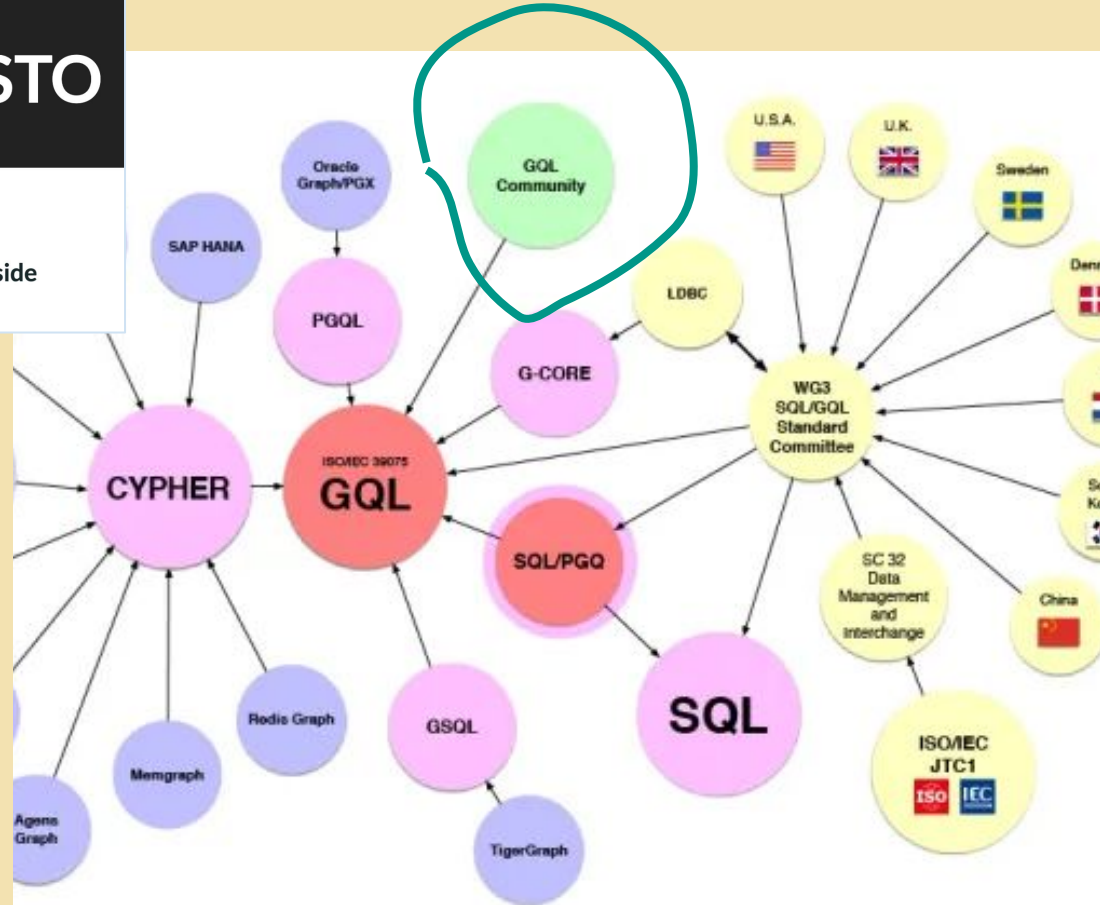 STO
side
U.S.A.
U.K.
Sweden
Oracle
Graph/PGX
GQL
Community
SAP HANA
LDBC
PGQL
G-CORE
WG3
SQL/GQL
Standard
Committee
CYPHER
ISO/IEC 39075
GQL
SQL/PGQ
SC 32
Data
Management
and
Interchange
China
Redis Graph
GSQL
SQL
ISO/IEC
JTC1
ISO
IEC
Memgraph
Agens
Graph
TigerGraph